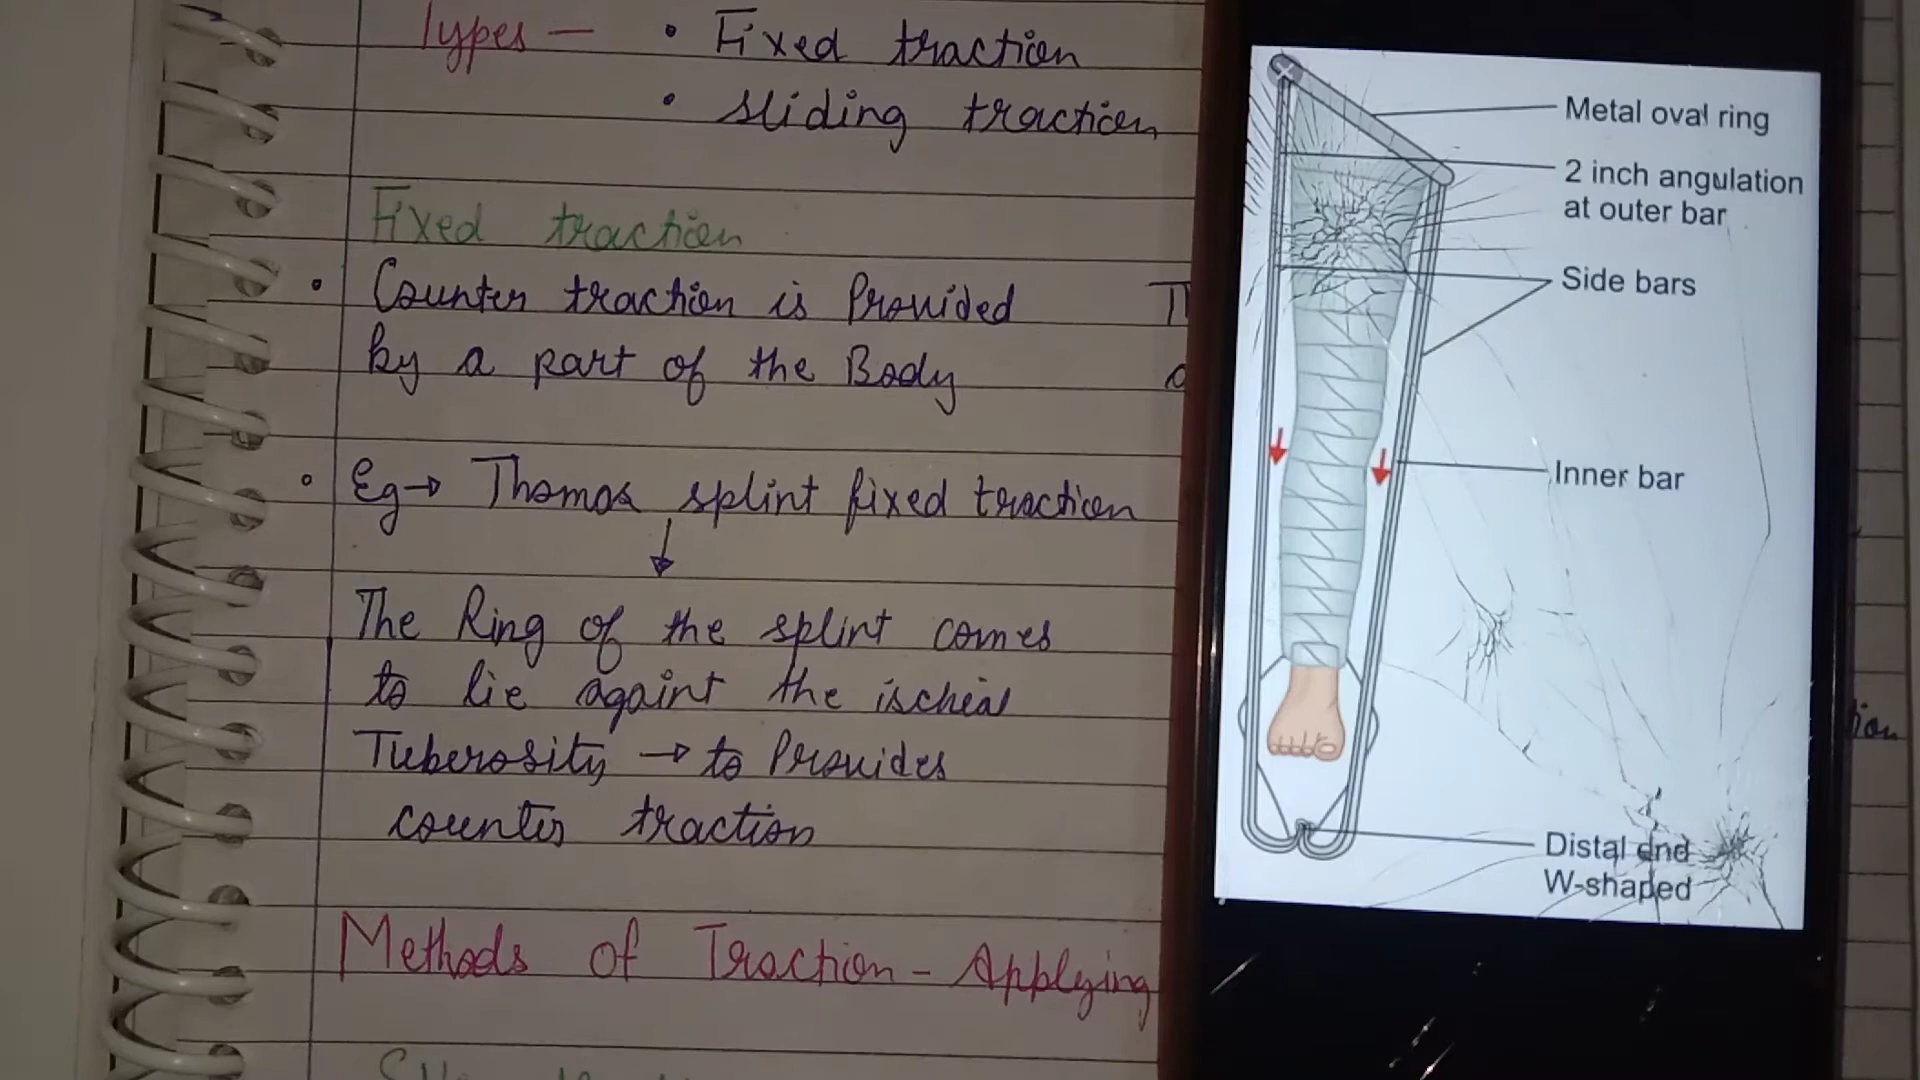 Types — • Fixed traction
• sliding traction
Fixed traction
• Counter traction is Provided
by a part of the Body
• Eg → Thomas splint fixed traction
↓
The Ring of the splint comes
to lie againt the ischeal
Tuberosity → to Provides
counter traction
Methods of Traction - Applying
Metal oval ring
2 inch angulation
at outer bar
Side bars
Inner bar
Distal end
W-shaped